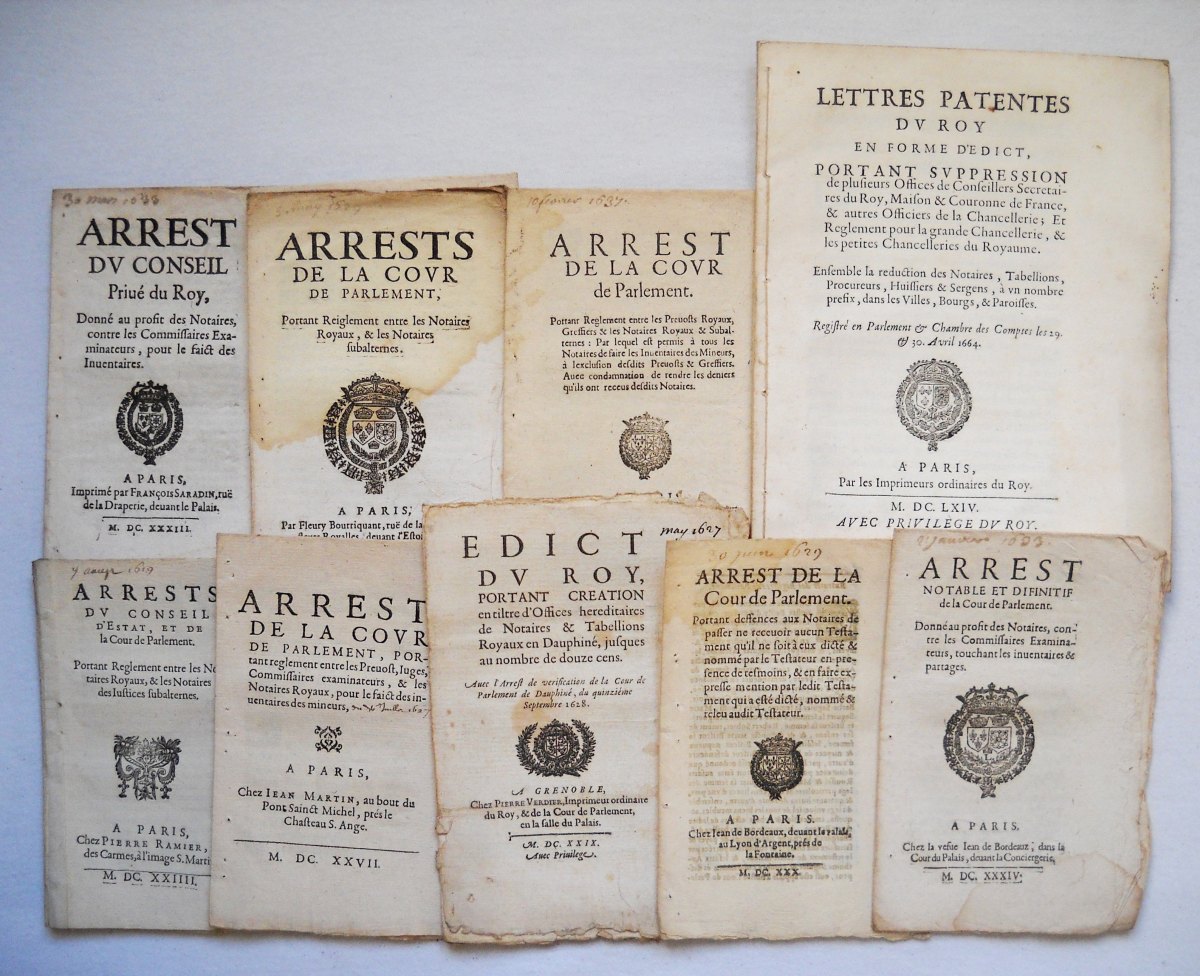 30 mars 1633
ARREST
DV CONSEIL
Priué du Roy,
Donné au profit des Notaires,
contre les Commiſſaires Exa-
minateurs, pour le faict des
Inuentaires.
A PARIS,
Imprimé par FRANÇOIS SARADIN, ruë
de la Draperie, deuant le Palais.
M. DC. XXXIII.
may
ARRESTS
DE LA COVR
DE PARLEMENT,
Portant Reiglement entre les Notaires
Royaux, & les Notaires
subalternes.
A PARIS,
Par Fleury Bourriquant, ruë de la
Royalles, deuant l'Eſtoi
feurier 1637.
ARREST
DE LA COVR
de Parlement.
Portant Reglement entre les Preuoſts Royaux,
Greffiers & les Notaires Royaux & Subal-
ternes: Par lequel eſt permis à tous les
Notaires de faire les Inuentaires des Mineurs,
à lexcluſion deſdits Preuoſts & Greffiers.
Auec condamnation de rendre les deniers
qu'ils ont receus deſdits Notaires.
LETTRES PATENTES
DV ROY
EN FORME D'EDICT,
PORTANT SVPPRESSION
de pluſieurs Offices de Conſeillers Secretai-
res du Roy, Maiſon & Couronne de France,
& autres Officiers de la Chancellerie; Et
Reglement pour la grande Chancellerie, &
les petites Chancelleries du Royaume.
Enſemble la reduction des Notaires, Tabellions,
Procureurs, Huiſſiers & Sergens, à vn nombre
prefix, dans les Villes, Bourgs, & Paroiſſes.
Regiſtré en Parlement & Chambre des Comptes les 29.
& 30. Avril 1664.
A PARIS,
Par les Imprimeurs ordinaires du Roy.
M. DC. LXIV.
AVEC PRIVILEGE DV ROY.
1619
ARRESTS
DV CONSEIL
D'ESTAT, ET DE
la Cour de Parlement.
Portant Reglement entre les No
taires Royaux, & les Notaires
des Iuſtices ſubalternes.
A PARIS,
Chez PIERRE RAMIER,
des Carmes, à l'image S. Marti
M. DC. XXIIII.
ARREST
DE LA COVR
DE PARLEMENT, POR-
tant reglement entre les Preuoſt, Iuges,
Commiſſaires examinateurs, & les
Notaires Royaux, pour le faict des in-
uentaires des mineurs,
A PARIS,
Chez IEAN MARTIN, au bout du
Pont Sainct Michel, prés le
Chaſteau S. Ange.
M. DC. XXVII.
may 1627
EDICT
DV ROY,
PORTANT CREATION
en tiltre d'Offices hereditaires
de Notaires & Tabellions
Royaux en Dauphiné, juſques
au nombre de douze cens.
Auec l'Arreſt de verification de la Cour de
Parlement de Dauphiné, du quinziéme
Septembre 1628.
A GRENOBLE,
Chez PIERRE VERDIER, Imprimeur ordinaire
du Roy, & de la Cour de Parlement,
en la ſalle du Palais.
M. DC. XXIX.
Auec Priuilege.
30 juin 1629
ARREST DE LA
Cour de Parlement.
Portant deffences aux Notaires de
paſſer ne receuoir aucun Teſta-
ment qu'il ne ſoit à eux dicté &
nommé par le Teſtateur en pre-
ſence de teſmoins, & en faire ex-
preſſe mention par ledit Teſta-
ment qui a eſté dicté, nommé &
releu audit Teſtateur.
A PARIS.
Chez Iean de Bordeaux, deuant le Palais,
au Lyon d'Argent, prés de
la Fontaine.
M. DC. XXX.
1633.
ARREST
NOTABLE ET DIFINITIF
de la Cour de Parlement.
Donné au profit des Notaires, con-
tre les Commiſſaires Examina-
teurs, touchant les inuentaires &
partages.
A PARIS,
Chez la vefue Iean de Bordeaux, dans la
Cour du Palais, deuant la Conciergerie,
M. DC. XXXIV.